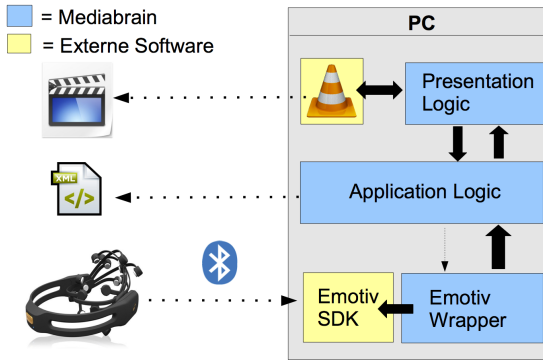 = Mediabrain
= Externe Software
PC
Presentation
Logic
XML
</>
Application Logic
Emotiv
SDK
Emotiv
Wrapper